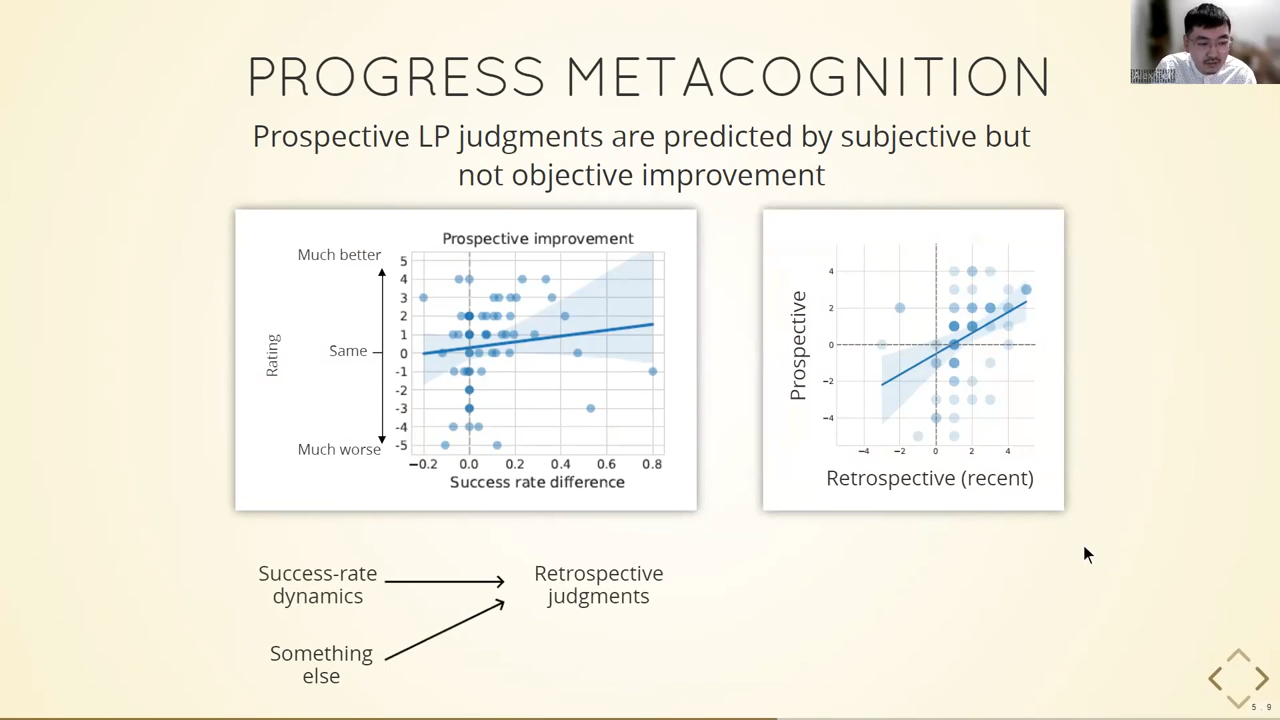 PROGRESS METACOGNITION
Prospective LP judgments are predicted by subjective but
not objective improvement
Prospective improvement
Much better
Same
Much worse
Rating
5
4
3
2
1
0
-1
-2
-3
-4
-5
−0.2 0.0 0.2 0.4 0.6 0.8
Success rate difference
Prospective
4
2
0
−2
−4
−4 −2 0 2 4
Retrospective (recent)
Success-rate
dynamics
Retrospective
judgments
Something
else
5 . 9